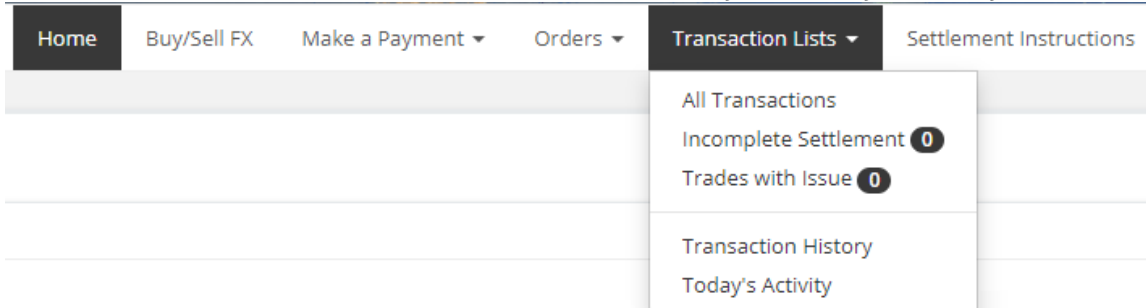 Home Buy/Sell FX Make a Payment Orders Transaction Lists Settlement Instructions
All Transactions
Incomplete Settlement 0
Trades with Issue 0
Transaction History
Today's Activity